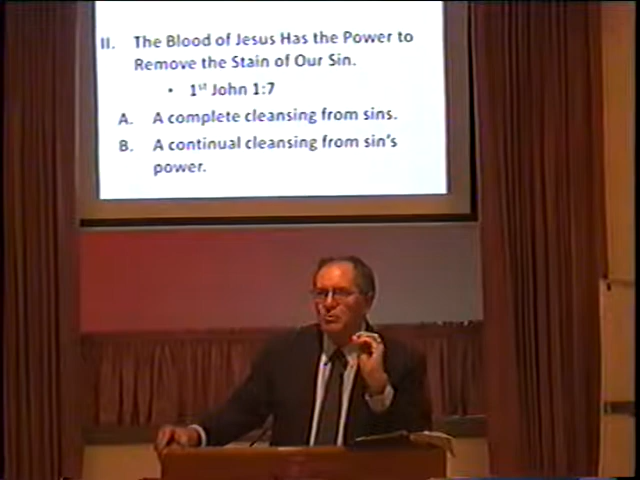 II. The Blood of Jesus Has the Power to
Remove the Stain of Our Sin.
• 1st John 1:7
A. A complete cleansing from sins.
B. A continual cleansing from sin's
power.